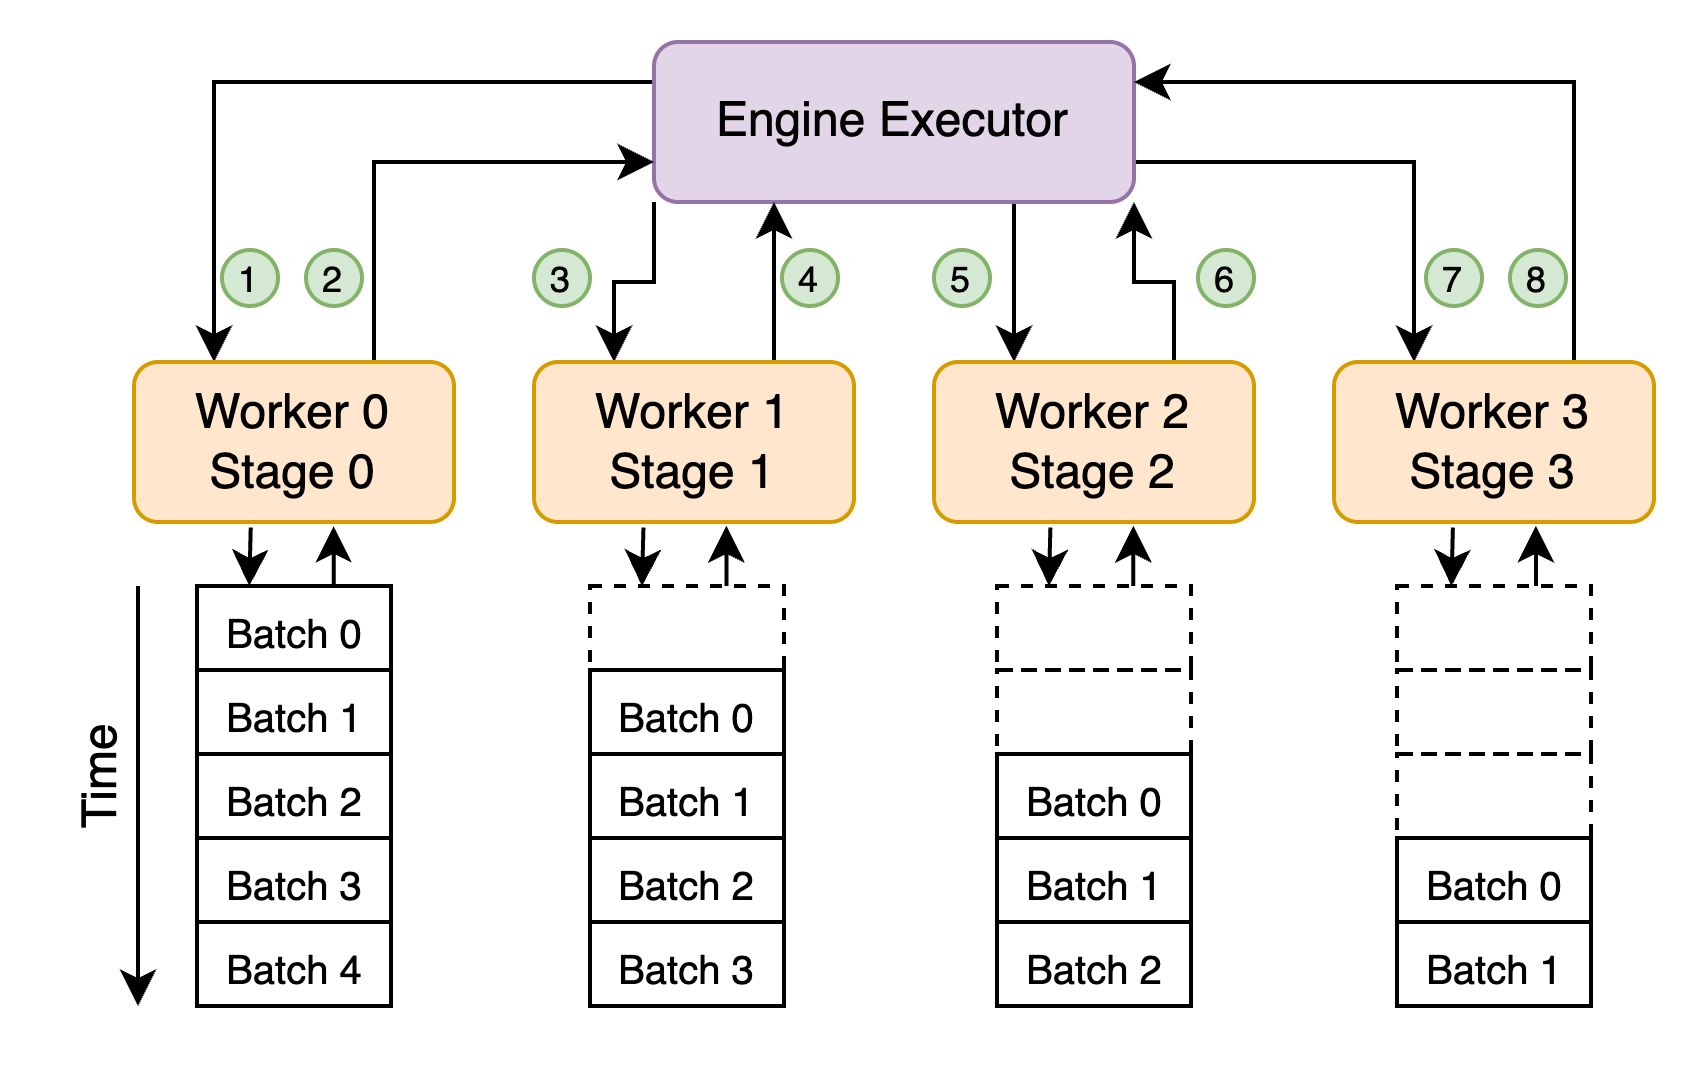 Engine Executor
1
2
3
4
5
6
7
8
Worker 0
Stage 0
Worker 1
Stage 1
Worker 2
Stage 2
Worker 3
Stage 3
Time
Batch 0
Batch 1
Batch 2
Batch 3
Batch 4
Batch 0
Batch 1
Batch 2
Batch 3
Batch 0
Batch 1
Batch 2
Batch 0
Batch 1